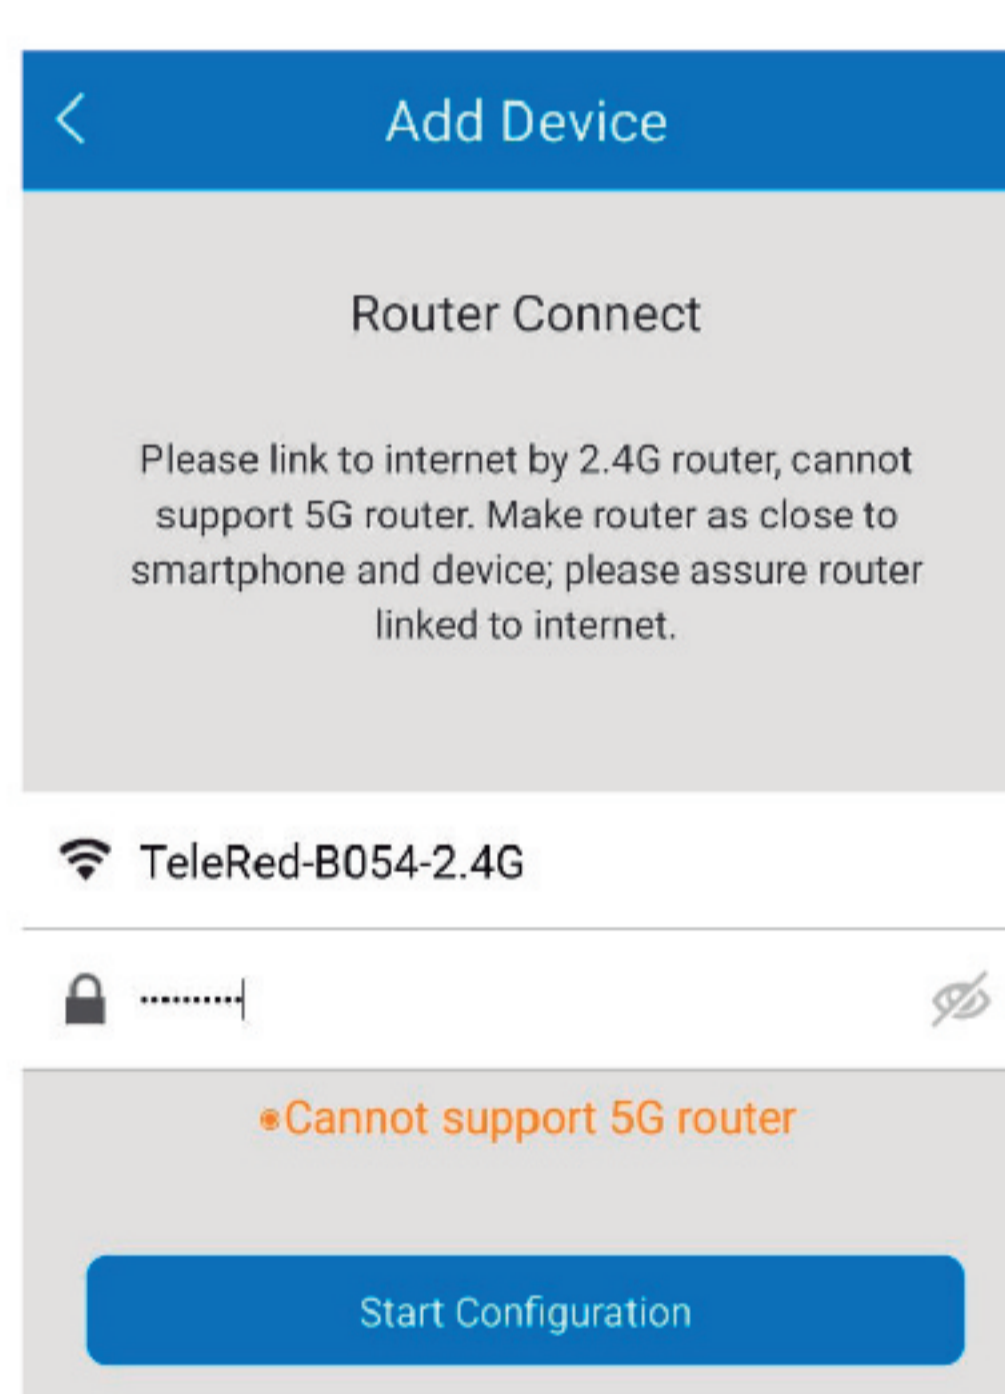 Add Device
Router Connect
Please link to internet by 2.4G router, cannot
support 5G router. Make router as close to
smartphone and device; please assure router
linked to internet.
TeleRed-B054-2.4G
··········
Cannot support 5G router
Start Configuration